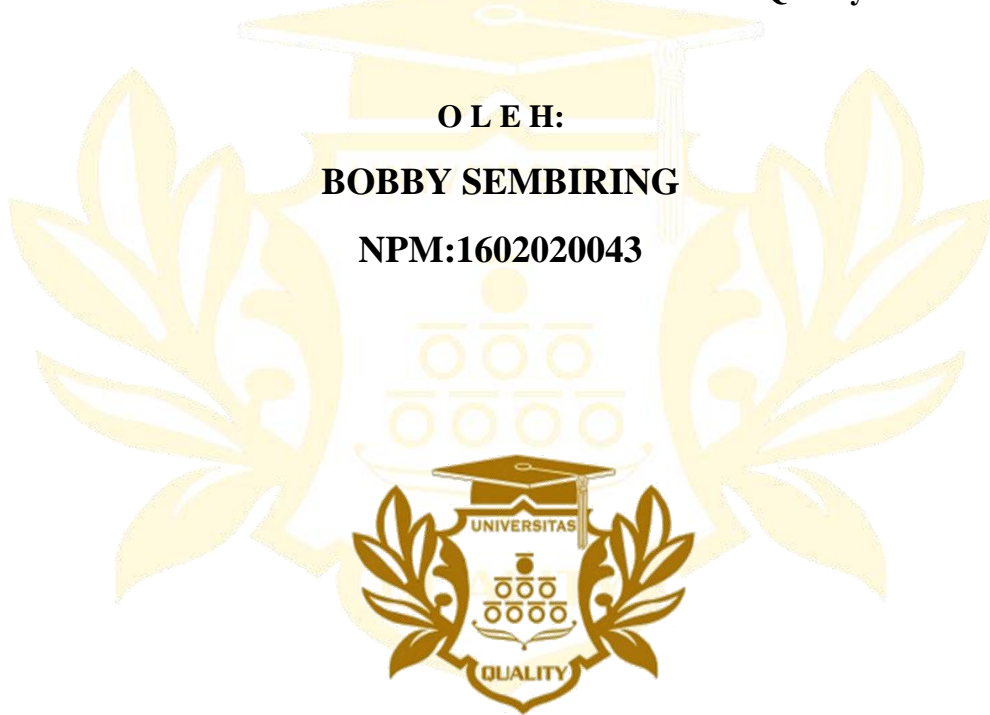 O L E H:
BOBBY SEMBIRING
NPM:1602020043
UNIVERSITAS
QUALITY